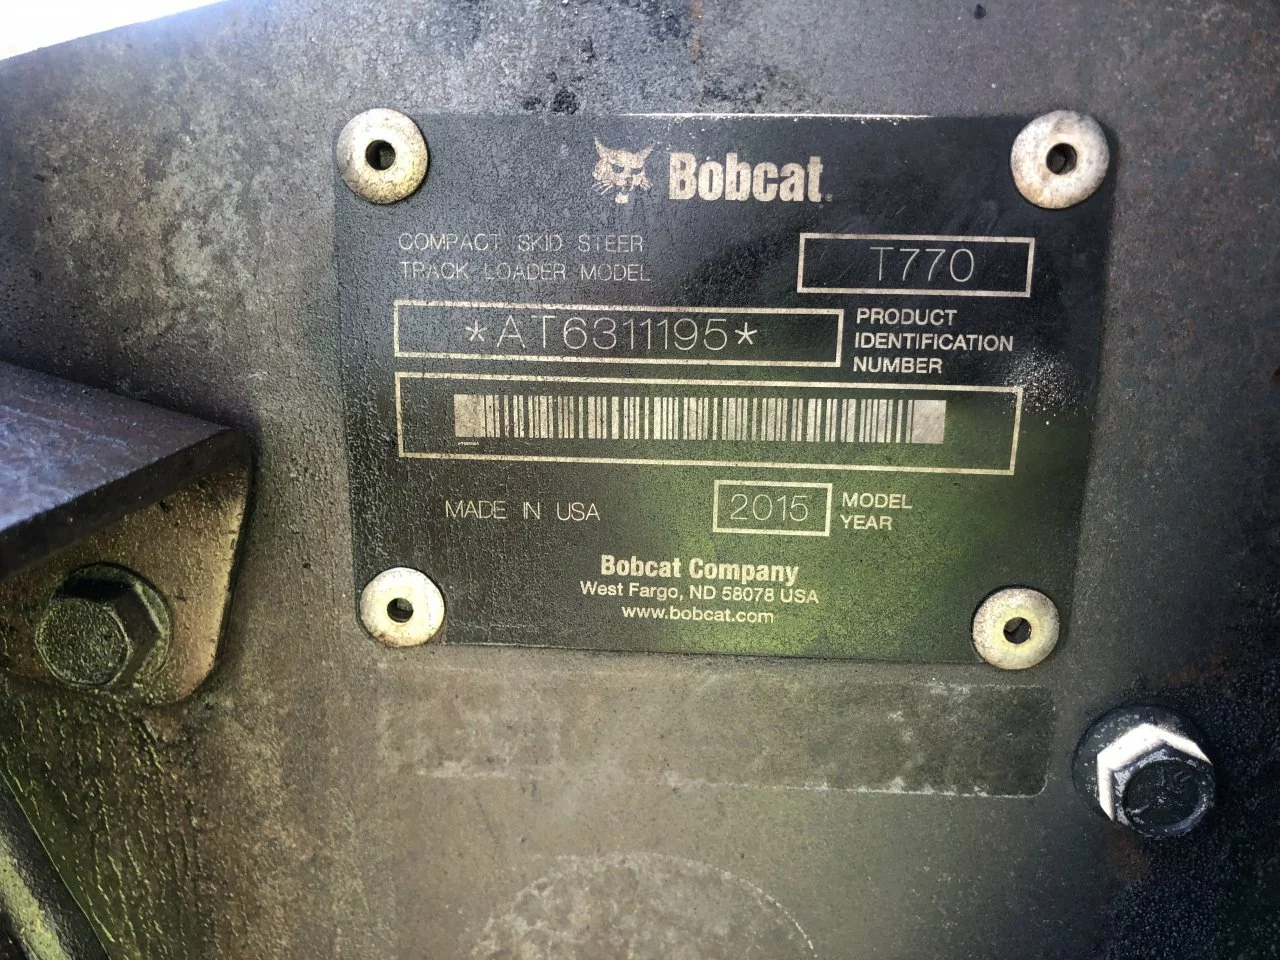 Bobcat.
COMPACT SKID STEER
TRACK LOADER MODEL
T770
*AT6311195*
PRODUCT
IDENTIFICATION
NUMBER
MADE IN USA
2015
MODEL
YEAR
Bobcat Company
West Fargo, ND 58078 USA
www.bobcat.com